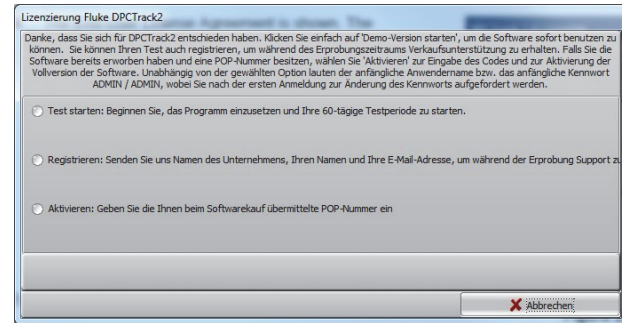 Lizenzierung Fluke DPCTrack2
Danke, dass Sie sich für DPCTrack2 entschieden haben. Klicken Sie einfach auf 'Demo-Version starten', um die Software sofort benutzen zu
können. Sie können Ihren Test auch registrieren, um während des Erprobungszeitraums Verkaufsunterstützung zu erhalten. Falls Sie die
Software bereits erworben haben und eine POP-Nummer besitzen, wählen Sie 'Aktivieren' zur Eingabe des Codes und zur Aktivierung der
Vollversion der Software. Unabhängig von der gewählten Option lauten der anfängliche Anwendername bzw. das anfängliche Kennwort
ADMIN / ADMIN, wobei Sie nach der ersten Anmeldung zur Änderung des Kennworts aufgefordert werden.
Test starten: Beginnen Sie, das Programm einzusetzen und Ihre 60-tägige Testperiode zu starten.
Registrieren: Senden Sie uns Namen des Unternehmens, Ihren Namen und Ihre E-Mail-Adresse, um während der Erprobung Support z
Aktivieren: Geben Sie die Ihnen beim Softwarekauf übermittelte POP-Nummer ein
Abbrechen